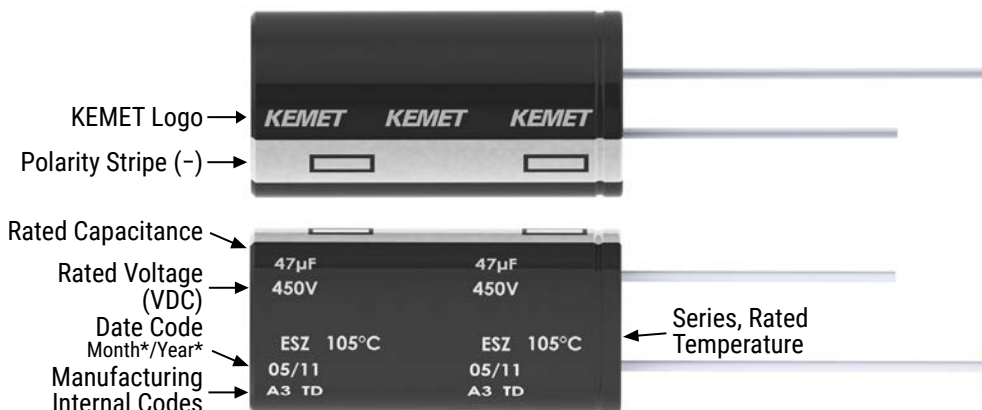 KEMET Logo
KEMET KEMET KEMET
Polarity Stripe (−)
Rated Capacitance
47µF 47µF
Rated Voltage
(VDC)
450V 450V
Date Code
Month*/Year*
ESZ 105°C ESZ 105°C
05/11 05/11
Manufacturing
Internal Codes
A3 TD A3 TD
Series, Rated
Temperature